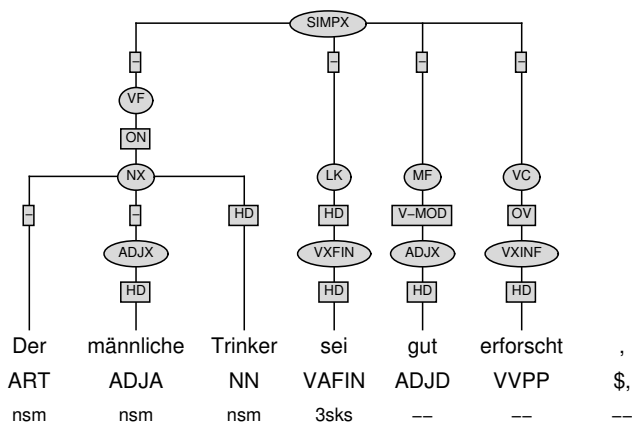 SIMPX
– – – –
VF
ON
NX LK MF VC
– – HD HD V–MOD OV
ADJX VXFIN ADJX VXINF
HD HD HD HD
Der männliche Trinker sei gut erforscht ,
ART ADJA NN VAFIN ADJD VVPP $,
nsm nsm nsm 3sks –– –– ––